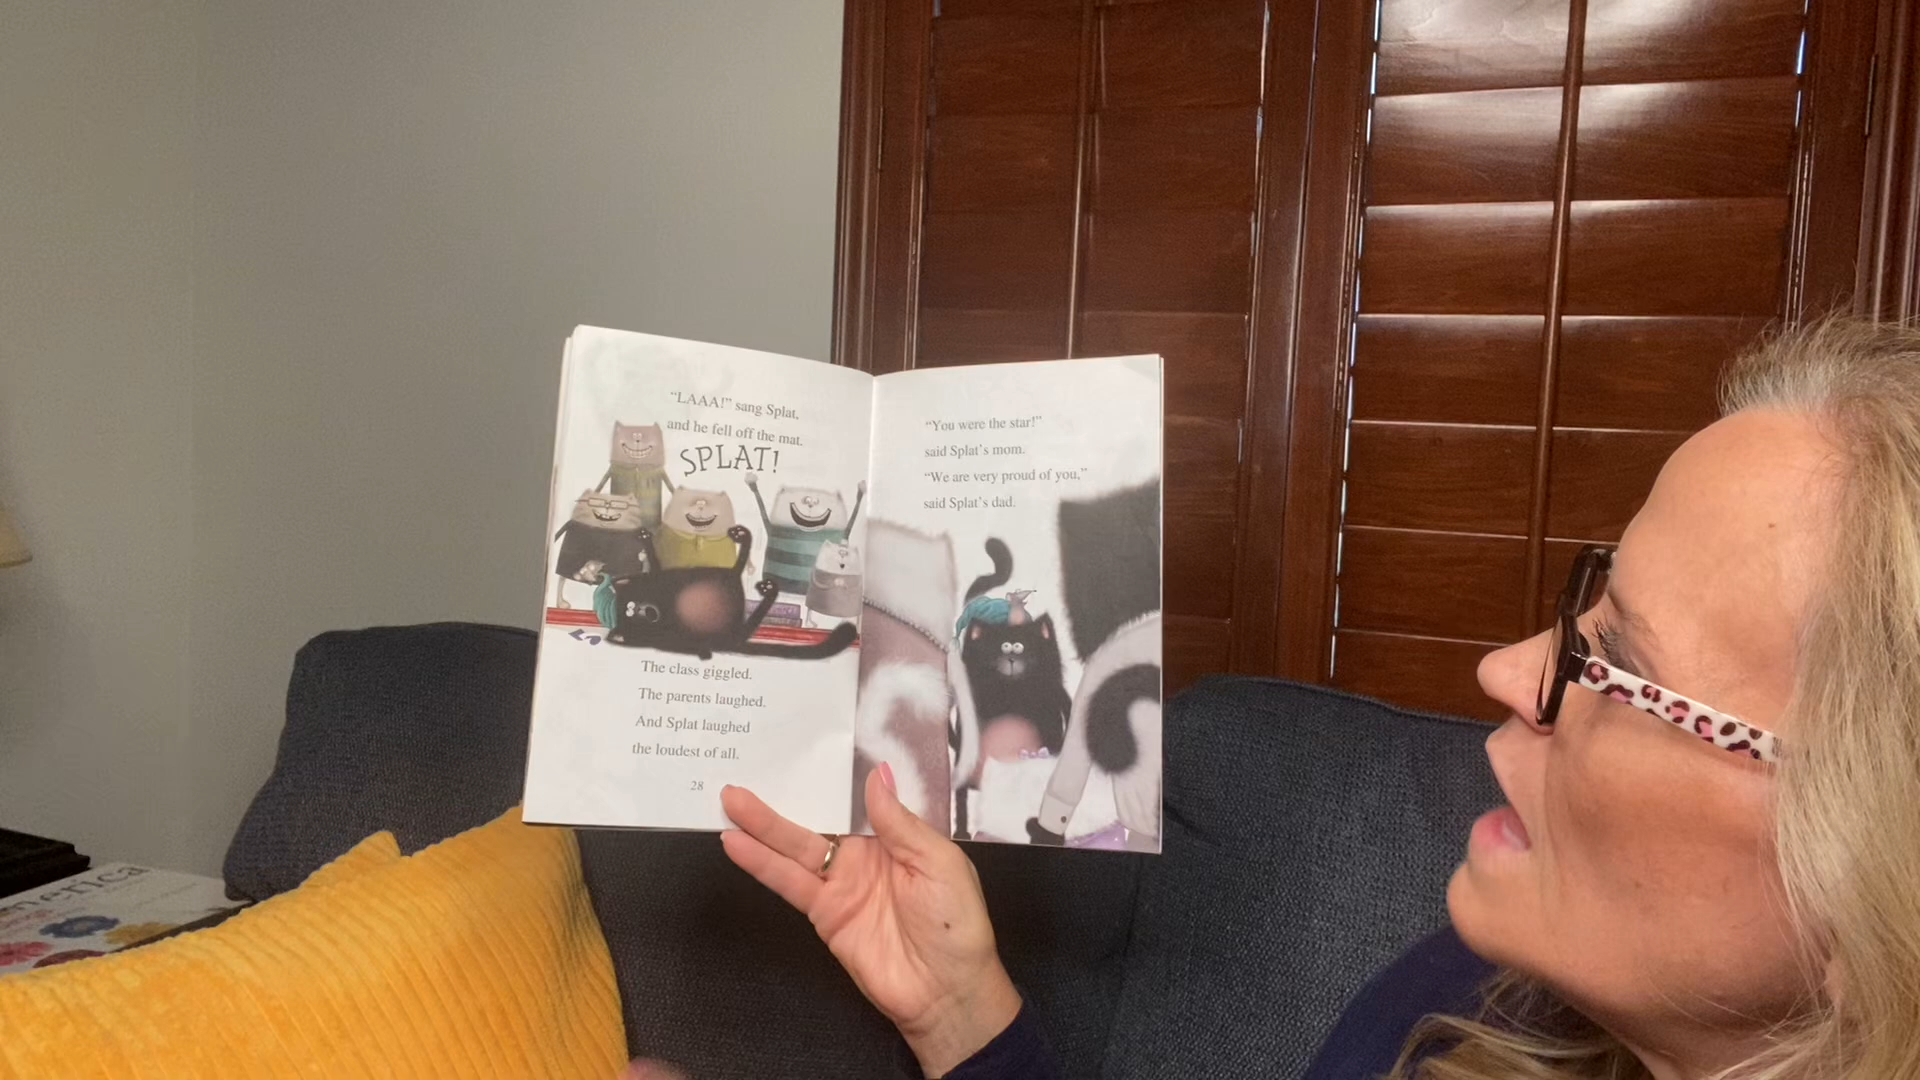 “LAAA!” sang Splat,
and he fell off the mat.
SPLAT!
The class giggled.
The parents laughed.
And Splat laughed
the loudest of all.
28
“You were the star!”
said Splat’s mom.
“We are very proud of you,”
said Splat’s dad.
merica